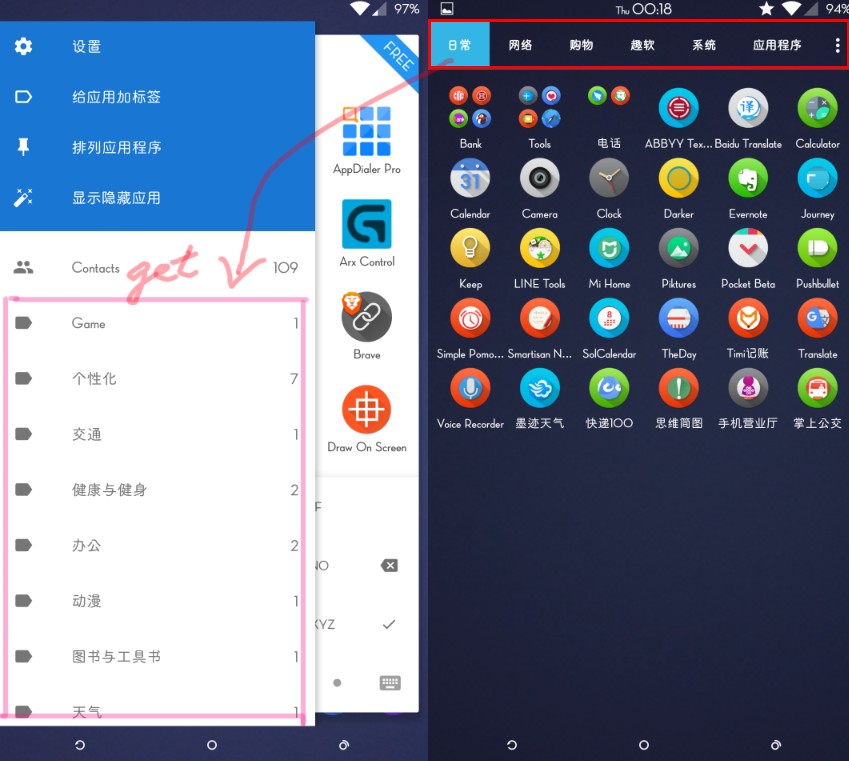 97%
设置
给应用加标签
排列应用程序
显示隐藏应用
Contacts 109
get
Game 1
个性化 7
交通 1
健康与健身 2
办公 2
动漫 1
图书与工具书 1
天气 1
FREE
AppDialer Pro
Arx Control
Brave
Draw On Screen
F
NO
XYZ
Thu 00:18 94%
日常 网络 购物 趣软 系统 应用程序
Bank Tools 电话 ABBYY Tex... Baidu Translate Calculator
31
译
Calendar Camera Clock Darker Evernote Journey
Keep LINE Tools Mi Home Piktures Pocket Beta Pushbullet
8
Simple Pomo... Smartisan N... SolCalendar TheDay Timi记账 Translate
Voice Recorder 墨迹天气 快递100 思维简图 手机营业厅 掌上公交